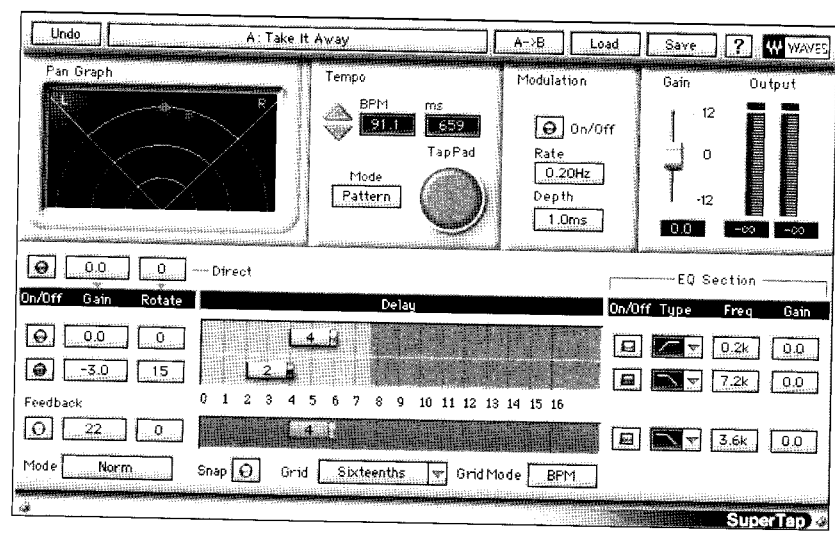 Undo A: Take It Away A->B Load Save ? WAVES
Pan Graph Tempo Modulation Gain Output
L R
BPM ms
91.1 659
On/Off
12
0
-12
TapPad
Rate
0.20Hz
Mode
Pattern
Depth
1.0ms
0.0 -∞ -∞
0.0 0 Direct
EQ Section
On/Off Gain Rotate Delay On/Off Type Freq Gain
0.0 0 4 0.2k 0.0
-3.0 15 2 7.2k 0.0
0 1 2 3 4 5 6 7 8 9 10 11 12 13 14 15 16
Feedback
22 0 4 3.6k 0.0
Mode Norm Snap Grid Sixteenths Grid Mode BPM
SuperTap